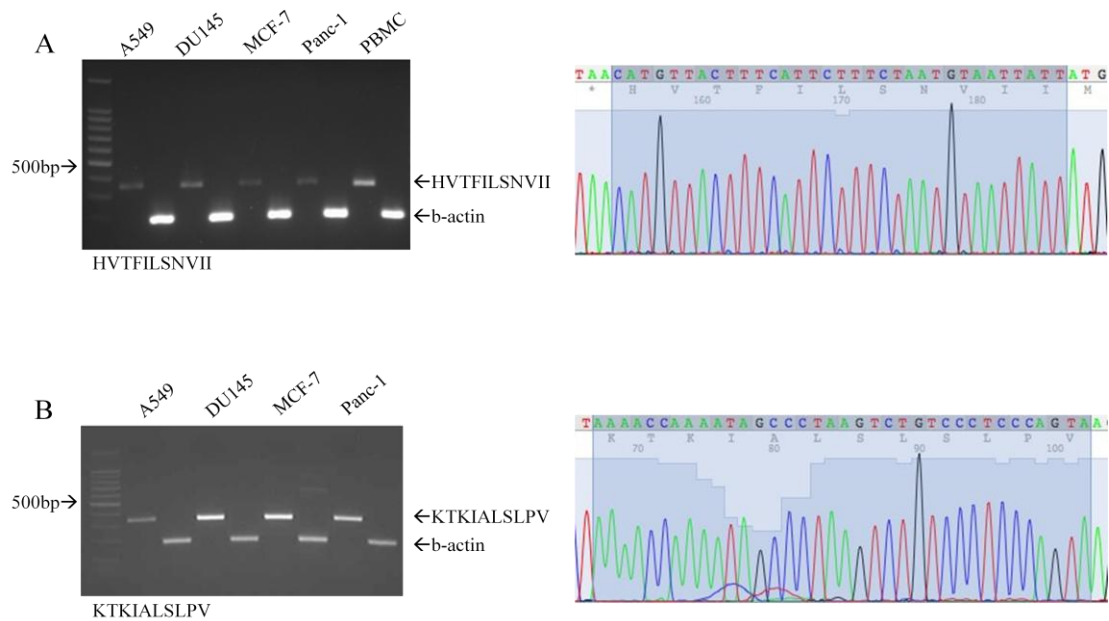 A
A549 DU145 MCF-7 Panc-1 PBMC
500bp→
←HVTFILSNVII
←b-actin
HVTFILSNVII
TAACATGTTACTTTCATTCTTTCTAATGTAATTATTATG
* H V T F I L S N V I I M
160 170 180
B
A549 DU145 MCF-7 Panc-1
500bp→
←KTKIALSLPV
←b-actin
KTKIALSLPV
TAAAACCAAAATAGCCCTAAGTCTGTCCCTCCCAGTAA
K T K I A L S L S L P V
70 80 90 100